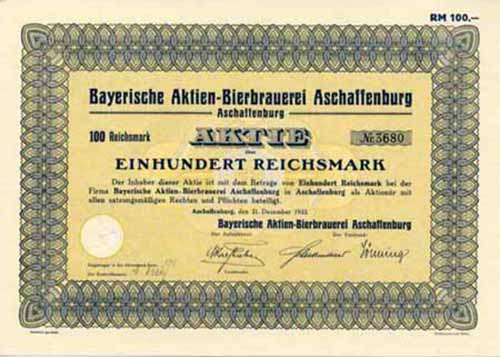 RM 100.—
Bayerische Aktien-Bierbrauerei Aschaffenburg
Aschaffenburg
100 Reichsmark
AKTIE
№ 5680
über
EINHUNDERT REICHSMARK
Der Inhaber dieser Aktie ist mit dem Betrage von Einhundert Reichsmark bei der
Firma Bayerische Aktien-Bierbrauerei Aschaffenburg in Aschaffenburg als Aktionär mit
allen satzungsmäßigen Rechten und Pflichten beteiligt.
Aschaffenburg, den 31. Dezember 1932.
Bayerische Aktien-Bierbrauerei Aschaffenburg
Der Aufsichtsrat:
Der Vorstand: